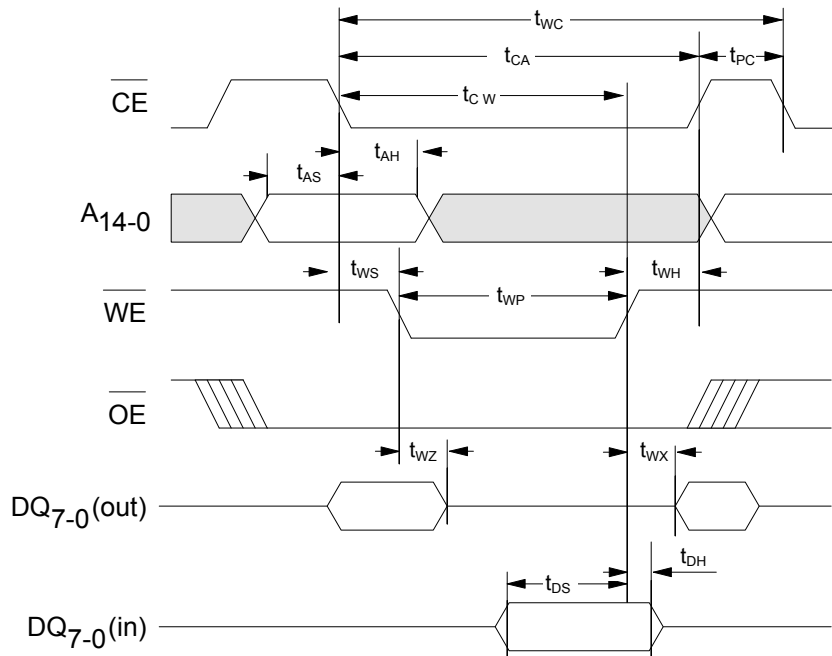 tWC
tCA
tPC
CE
tC W
tAS
tAH
A14-0
tWS
tWH
WE
tWP
OE
tWZ
tWX
DQ7-0(out)
tDS
tDH
DQ7-0(in)